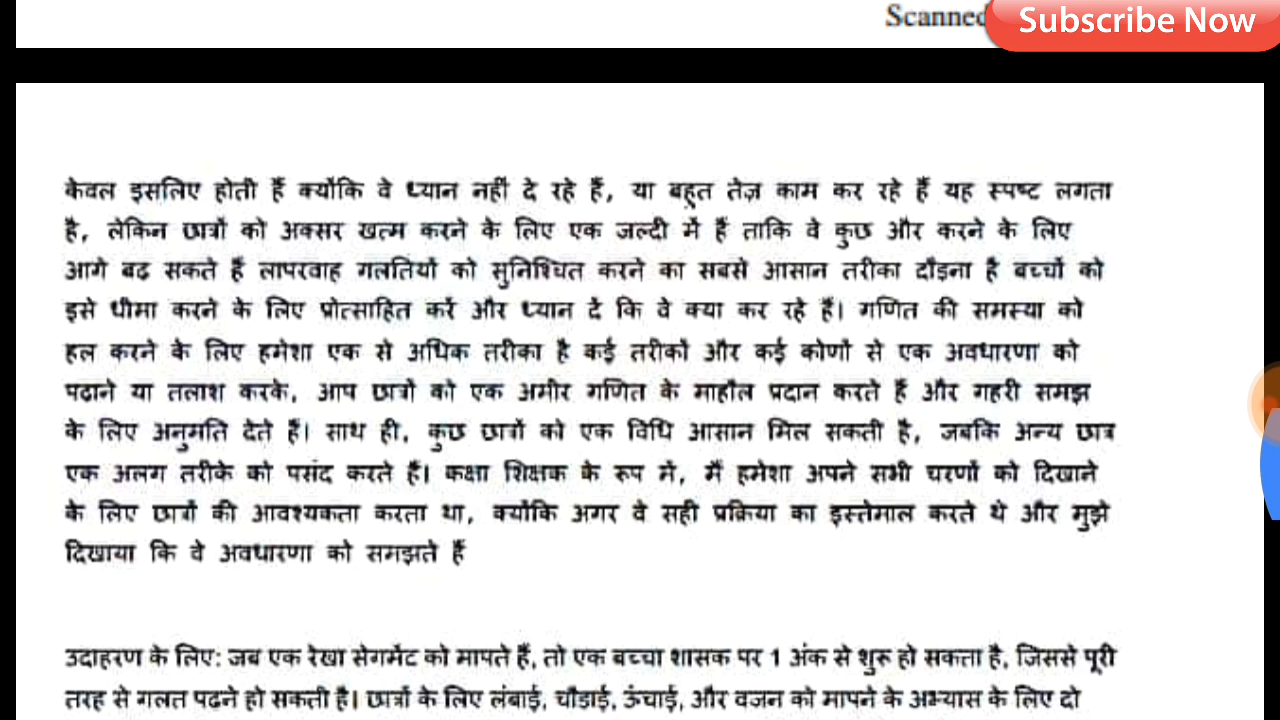 Scanned
Subscribe Now
केवल इसलिए होती हैं क्योंकि वे ध्यान नहीं दे रहे हैं, या बहुत तेज़ काम कर रहे हैं यह स्पष्ट लगता
है, लेकिन छात्रों को अक्सर खत्म करने के लिए एक जल्दी में हैं ताकि वे कुछ और करने के लिए
आगे बढ सकते हैं लापरवाह गलतियों को सुनिश्चित करने का सबसे आसान तरीका दौड़ना है बच्चों को
इसे धीमा करने के लिए प्रोत्साहित करें और ध्यान दें कि वे क्या कर रहे हैं। गणित की समस्या को
हल करने के लिए हमेशा एक से अधिक तरीका है कई तरीकों और कई कोणों से एक अवधारणा को
पढाने या तलाश करके, आप छात्रों को एक अमीर गणित के माहौल प्रदान करते हैं और गहरी समझ
के लिए अनुमति देते हैं। साथ ही, कुछ छात्रों को एक विधि आसान मिल सकती है, जबकि अन्य छात्र
एक अलग तरीके को पसंद करते हैं। कक्षा शिक्षक के रूप में, मैं हमेशा अपने सभी चरणों को दिखाने
के लिए छात्रों की आवश्यकता करता था, क्योंकि अगर वे सही प्रक्रिया का इस्तेमाल करते थे और मुझे
दिखाया कि वे अवधारणा को समझते हैं
उदाहरण के लिए: जब एक रेखा सेगमेंट को मापते हैं, तो एक बच्चा शासक पर 1 अंक से शुरू हो सकता है, जिससे पूरी
तरह से गलत पढने हो सकती है। छात्रों के लिए लंबाई, चौडाई, ऊंचाई, और वजन को मापने के अभ्यास के लिए दो